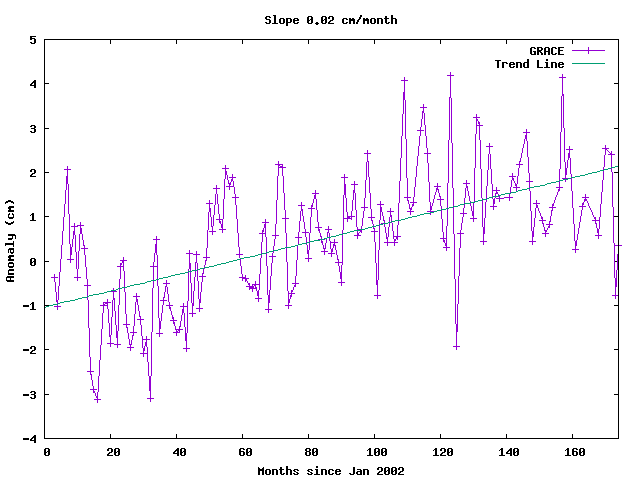 Slope 0.02 cm/month
GRACE
Trend Line
5
4
3
2
1
0
-1
-2
-3
-4
Anomaly (cm)
0 20 40 60 80 100 120 140 160
Months since Jan 2002